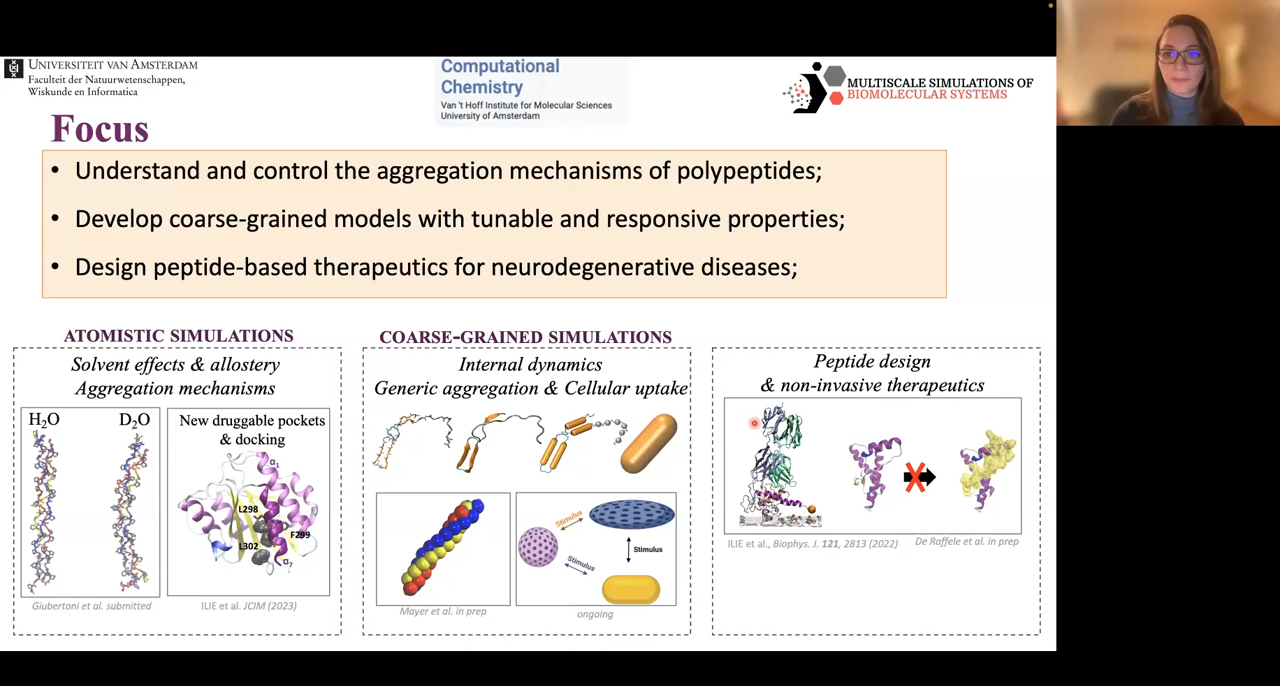 UNIVERSITEIT VAN AMSTERDAM
Faculteit der Natuurwetenschappen,
Wiskunde en Informatica
Computational
Chemistry
Van 't Hoff Institute for Molecular Sciences
University of Amsterdam
MULTISCALE SIMULATIONS OF
BIOMOLECULAR SYSTEMS
Focus
• Understand and control the aggregation mechanisms of polypeptides;
• Develop coarse-grained models with tunable and responsive properties;
• Design peptide-based therapeutics for neurodegenerative diseases;
ATOMISTIC SIMULATIONS
Solvent effects & allostery
Aggregation mechanisms
H₂O
D₂O
Giubertoni et al. submitted
New druggable pockets
& docking
α₁
L298
F299
L302
α₇
ILIE et al. JCIM (2023)
COARSE-GRAINED SIMULATIONS
Internal dynamics
Generic aggregation & Cellular uptake
Mayer et al. in prep
Stimulus
Stimulus
Stimulus
ongoing
Peptide design
& non-invasive therapeutics
ILIE et al., Biophys. J. 121, 2813 (2022)
De Raffele et al. in prep